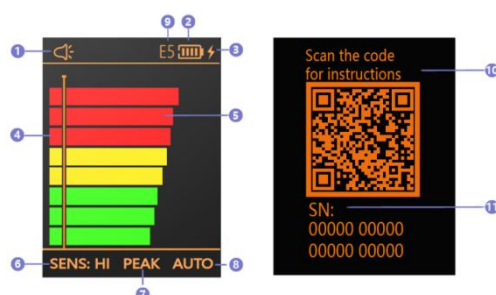 9
2
1
E5
3
4
5
6
SENS: HI PEAK AUTO
8
7
Scan the code
for instructions
10
SN:
11
00000 00000
00000 00000